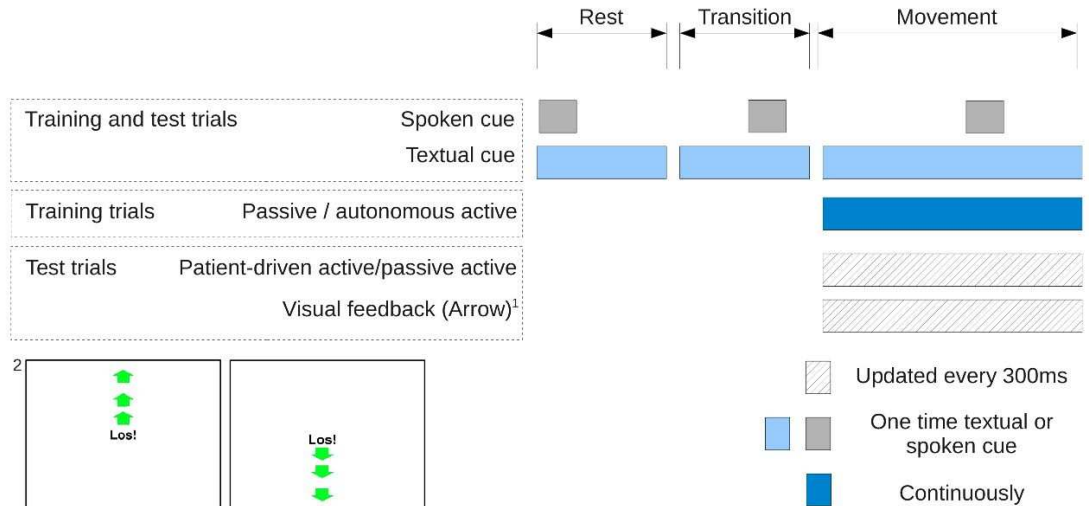 Rest Transition Movement
Training and test trials Spoken cue
Textual cue
Training trials Passive / autonomous active
Test trials Patient-driven active/passive active
Visual feedback (Arrow)¹
2
Los!
Los!
Updated every 300ms
One time textual or
spoken cue
Continuously